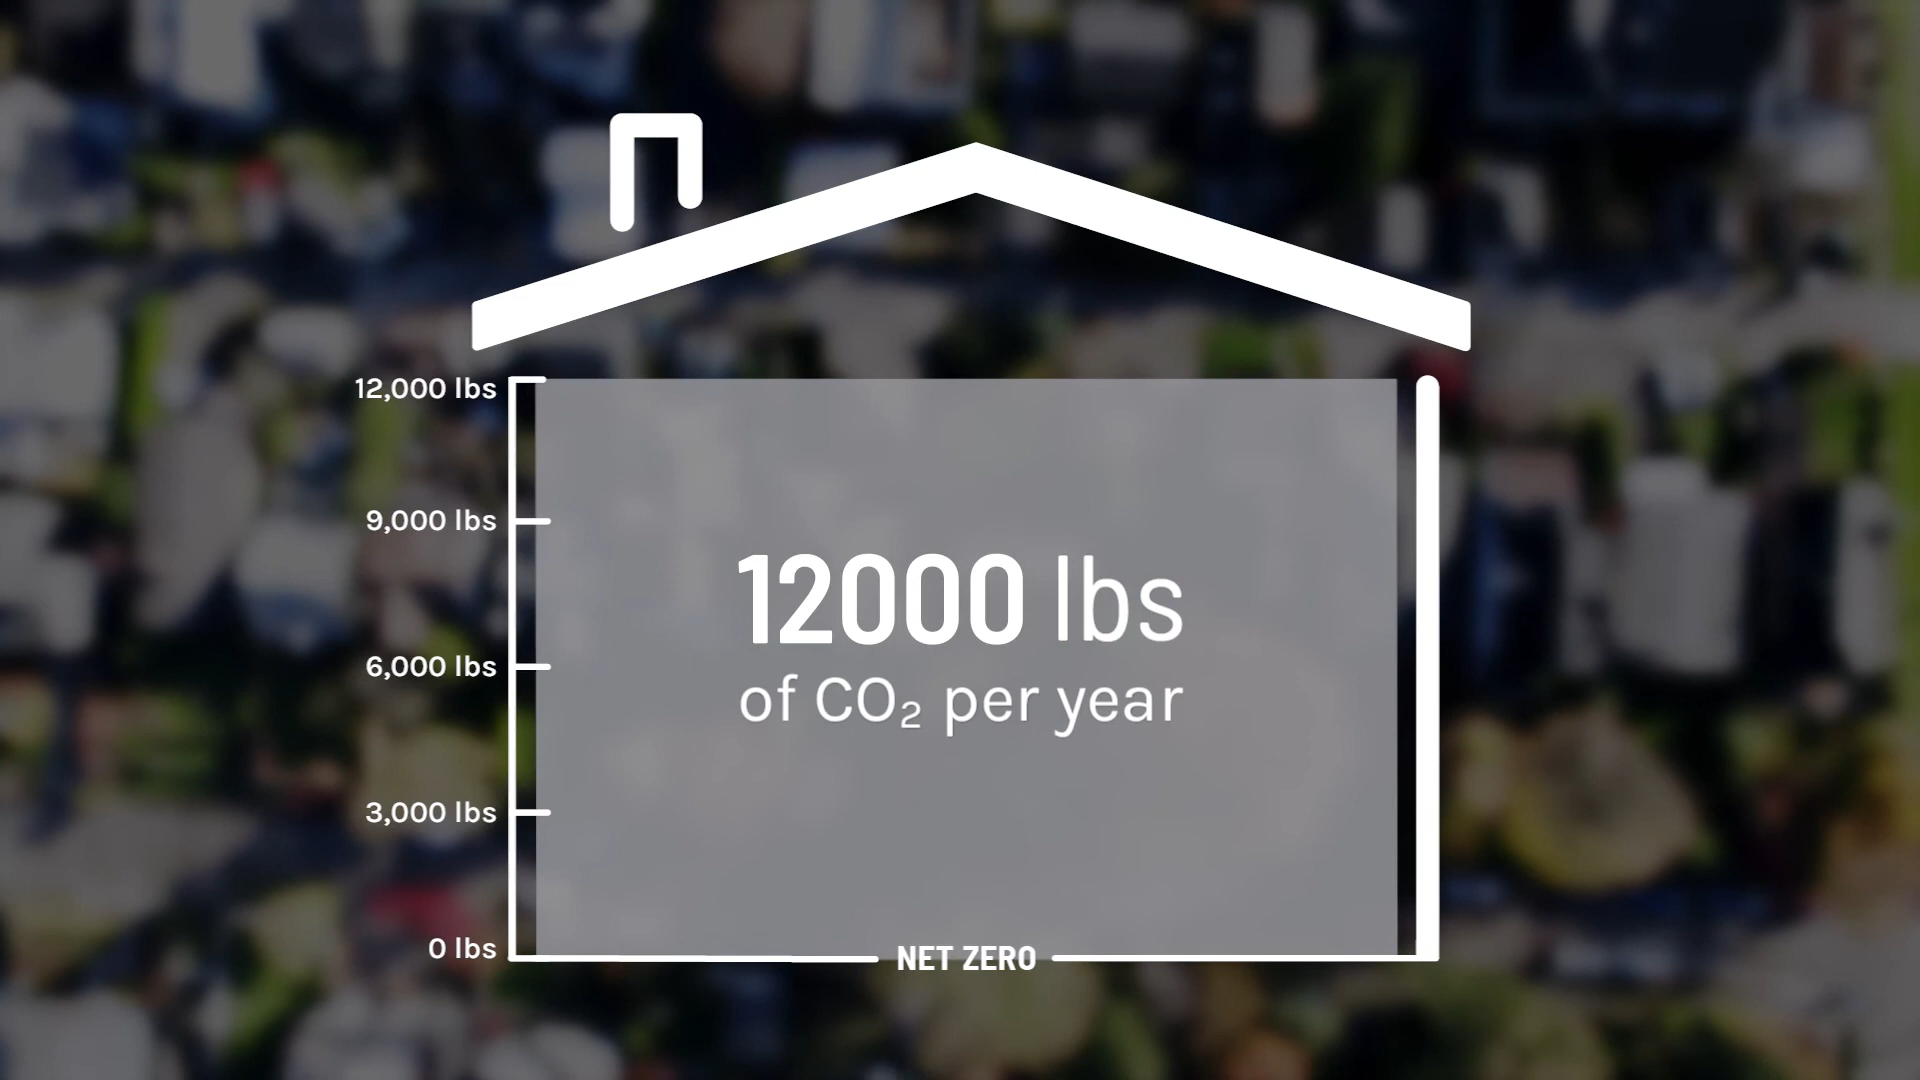 12,000 lbs
9,000 lbs
12000 lbs
6,000 lbs
of CO₂ per year
3,000 lbs
0 lbs
NET ZERO